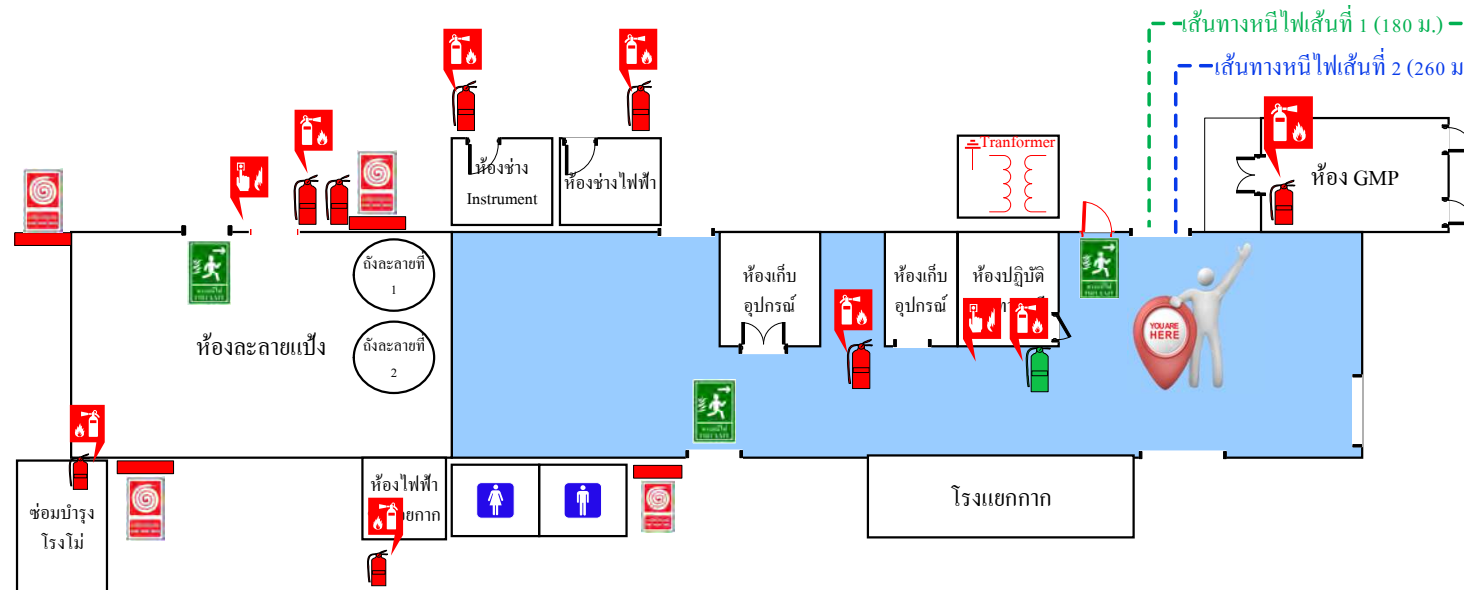 เส้นทางหนีไฟเส้นที่ 1 (180 ม.)
เส้นทางหนีไฟเส้นที่ 2 (260 ม
Tranformer
ห้องช่าง
Instrument
ห้องช่างไฟฟ้า
ห้อง GMP
ถังละลายที่
1
ห้องเก็บ
อุปกรณ์
ห้องเก็บ
อุปกรณ์
ห้องปฏิบัติ
YOU ARE
HERE
ห้องละลายแป้ง
ถังละลายที่
2
ซ่อมบำรุง
โรงโม่
ห้องไฟฟ้า
ยกาก
โรงแยกกาก